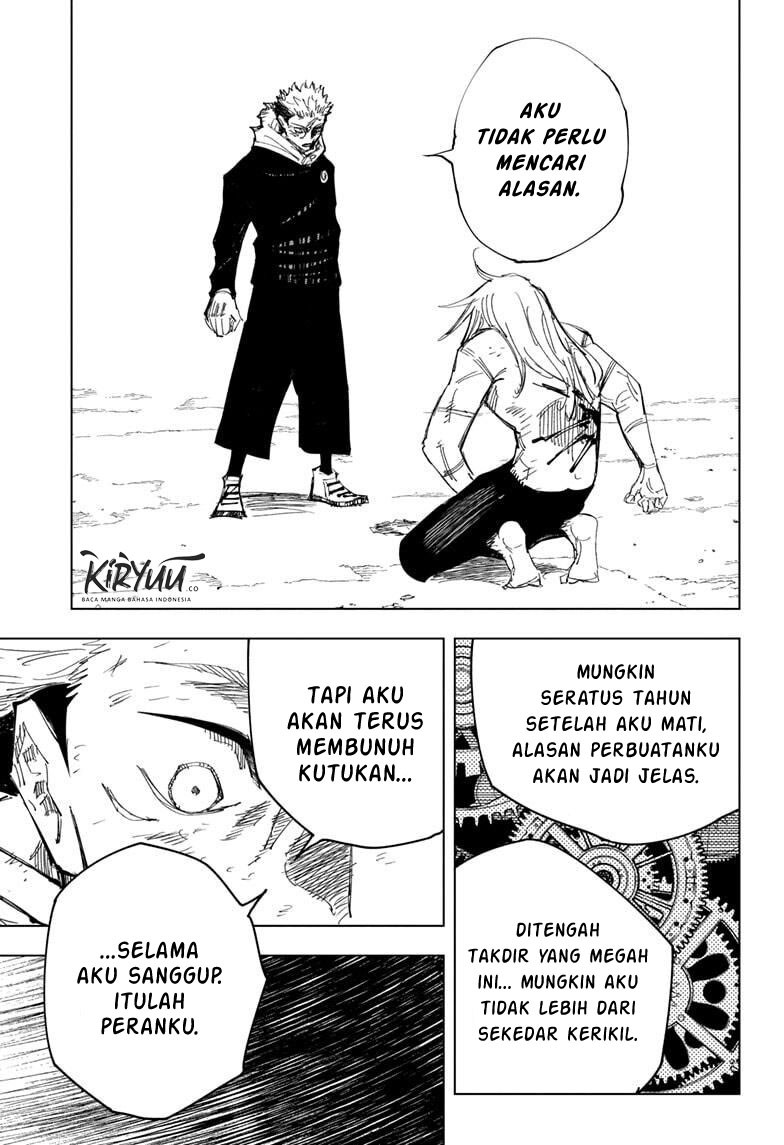 AKU
TIDAK PERLU
MENCARI
ALASAN.
KIRYUU.CO
BACA MANGA BAHASA INDONESIA
MUNGKIN
SERATUS TAHUN
SETELAH AKU MATI,
ALASAN PERBUATANKU
AKAN JADI JELAS.
DITENGAH
TAKDIR YANG MEGAH
INI... MUNGKIN AKU
TIDAK LEBIH DARI
SEKEDAR KERIKIL.
TAPI AKU
AKAN TERUS
MEMBUNUH
KUTUKAN...
...SELAMA
AKU SANGGUP.
ITULAH
PERANKU.